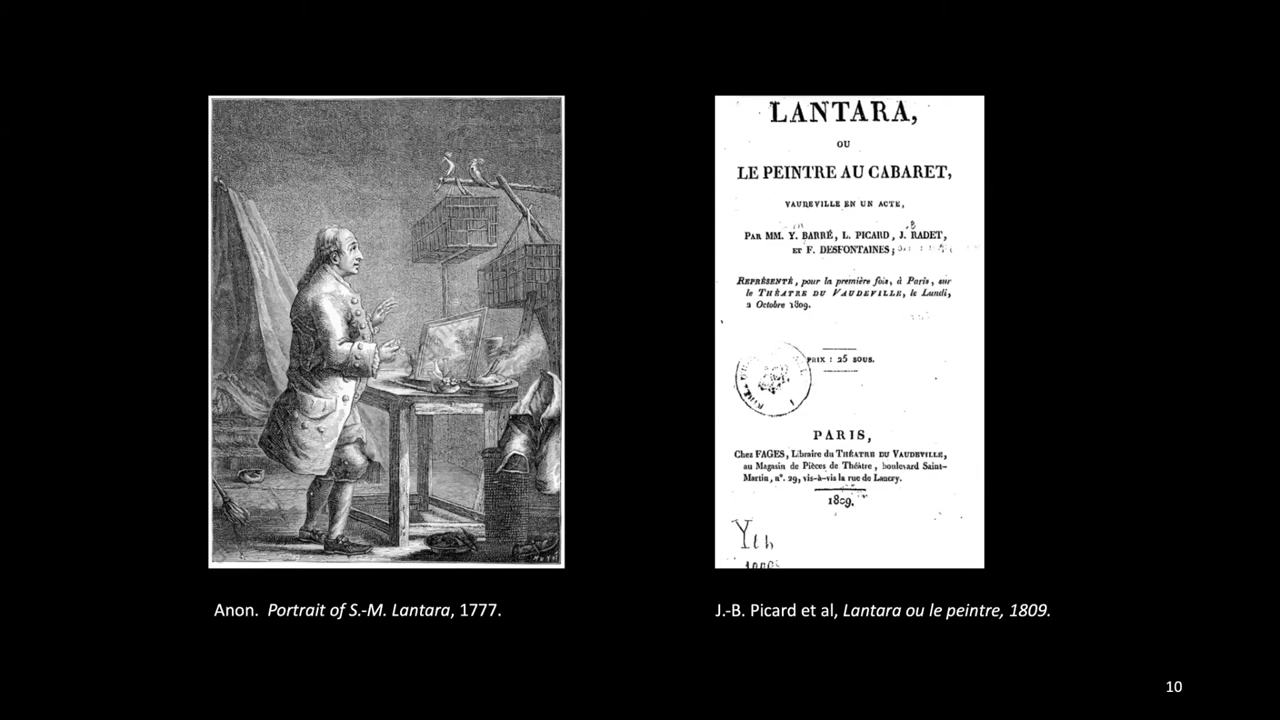 LANTARA,
OU
LE PEINTRE AU CABARET,
VAUDEVILLE EN UN ACTE,
PAR MM. Y. BARRÉ, L. PICARD, J. RADET,
ET F. DESFONTAINES;
REPRÉSENTÉ, pour la première fois, à Paris, sur
le THÉATRE DU VAUDEVILLE, le Lundi,
2 Octobre 1809.
PRIX : 25 SOUS.
PARIS,
Chez FAGES, Libraire du THÉATRE DU VAUDEVILLE,
au Magasin de Pièces de Théâtre, boulevard Saint-
Martin, n°. 29, vis-à-vis la rue de Lancry.
1809.
Yth
Anon. Portrait of S.-M. Lantara, 1777.
J.-B. Picard et al, Lantara ou le peintre, 1809.
10